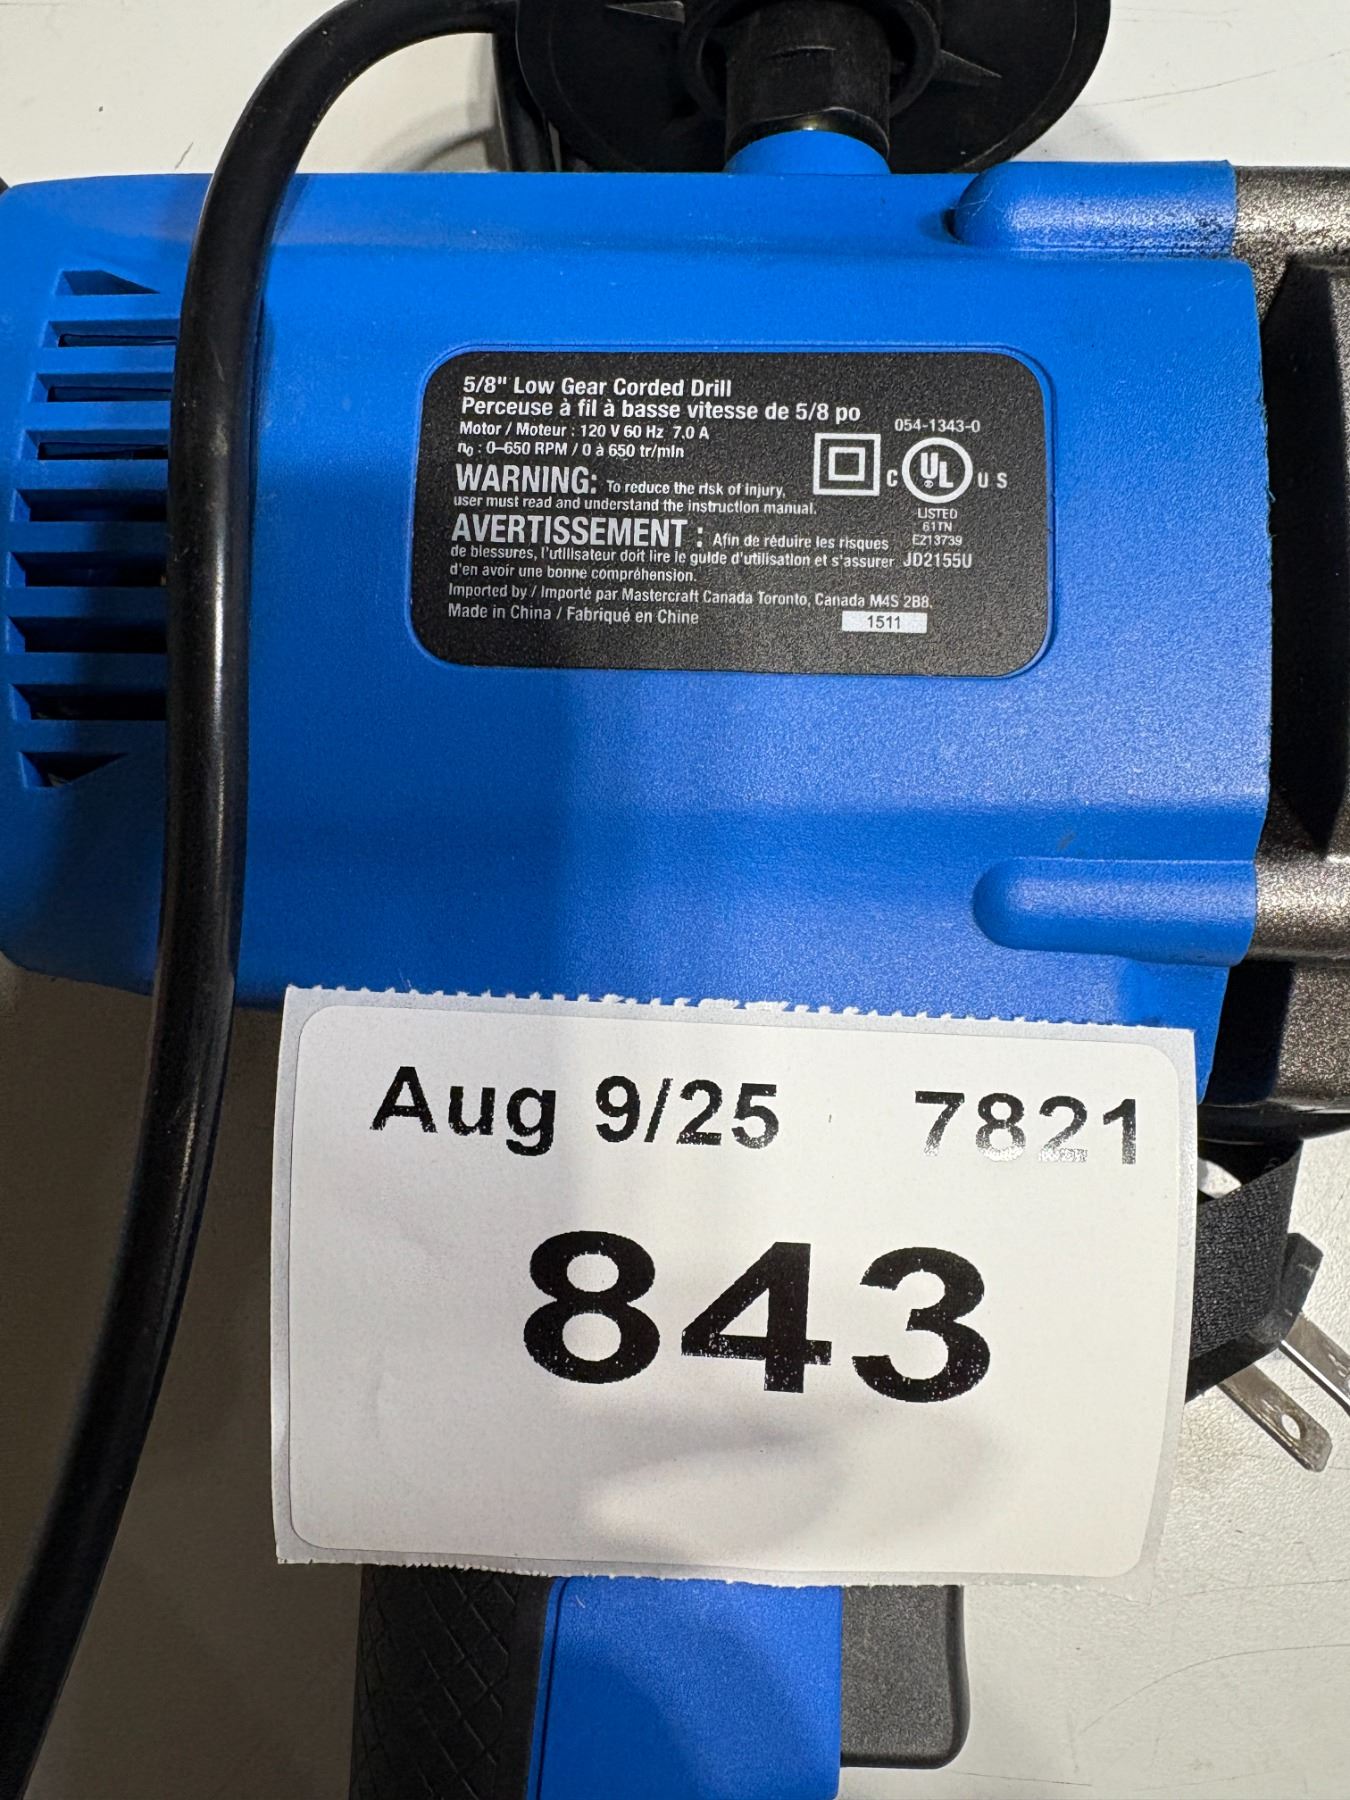 5/8" Low Gear Corded Drill
Perceuse à fil à basse vitesse de 5/8 po
Motor / Moteur : 120 V 60 Hz 7.0 A
n₀ : 0–650 RPM / 0 à 650 tr/min
054-1343-0
WARNING: To reduce the risk of injury,
user must read and understand the instruction manual.
C UL US
LISTED
61TN
E213739
JD2155U
AVERTISSEMENT : Afin de réduire les risques
de blessures, l'utilisateur doit lire le guide d'utilisation et s'assurer
d'en avoir une bonne compréhension.
Imported by / Importé par Mastercraft Canada Toronto, Canada M4S 2B8.
Made in China / Fabriqué en Chine
1511
Aug 9/25 7821
843